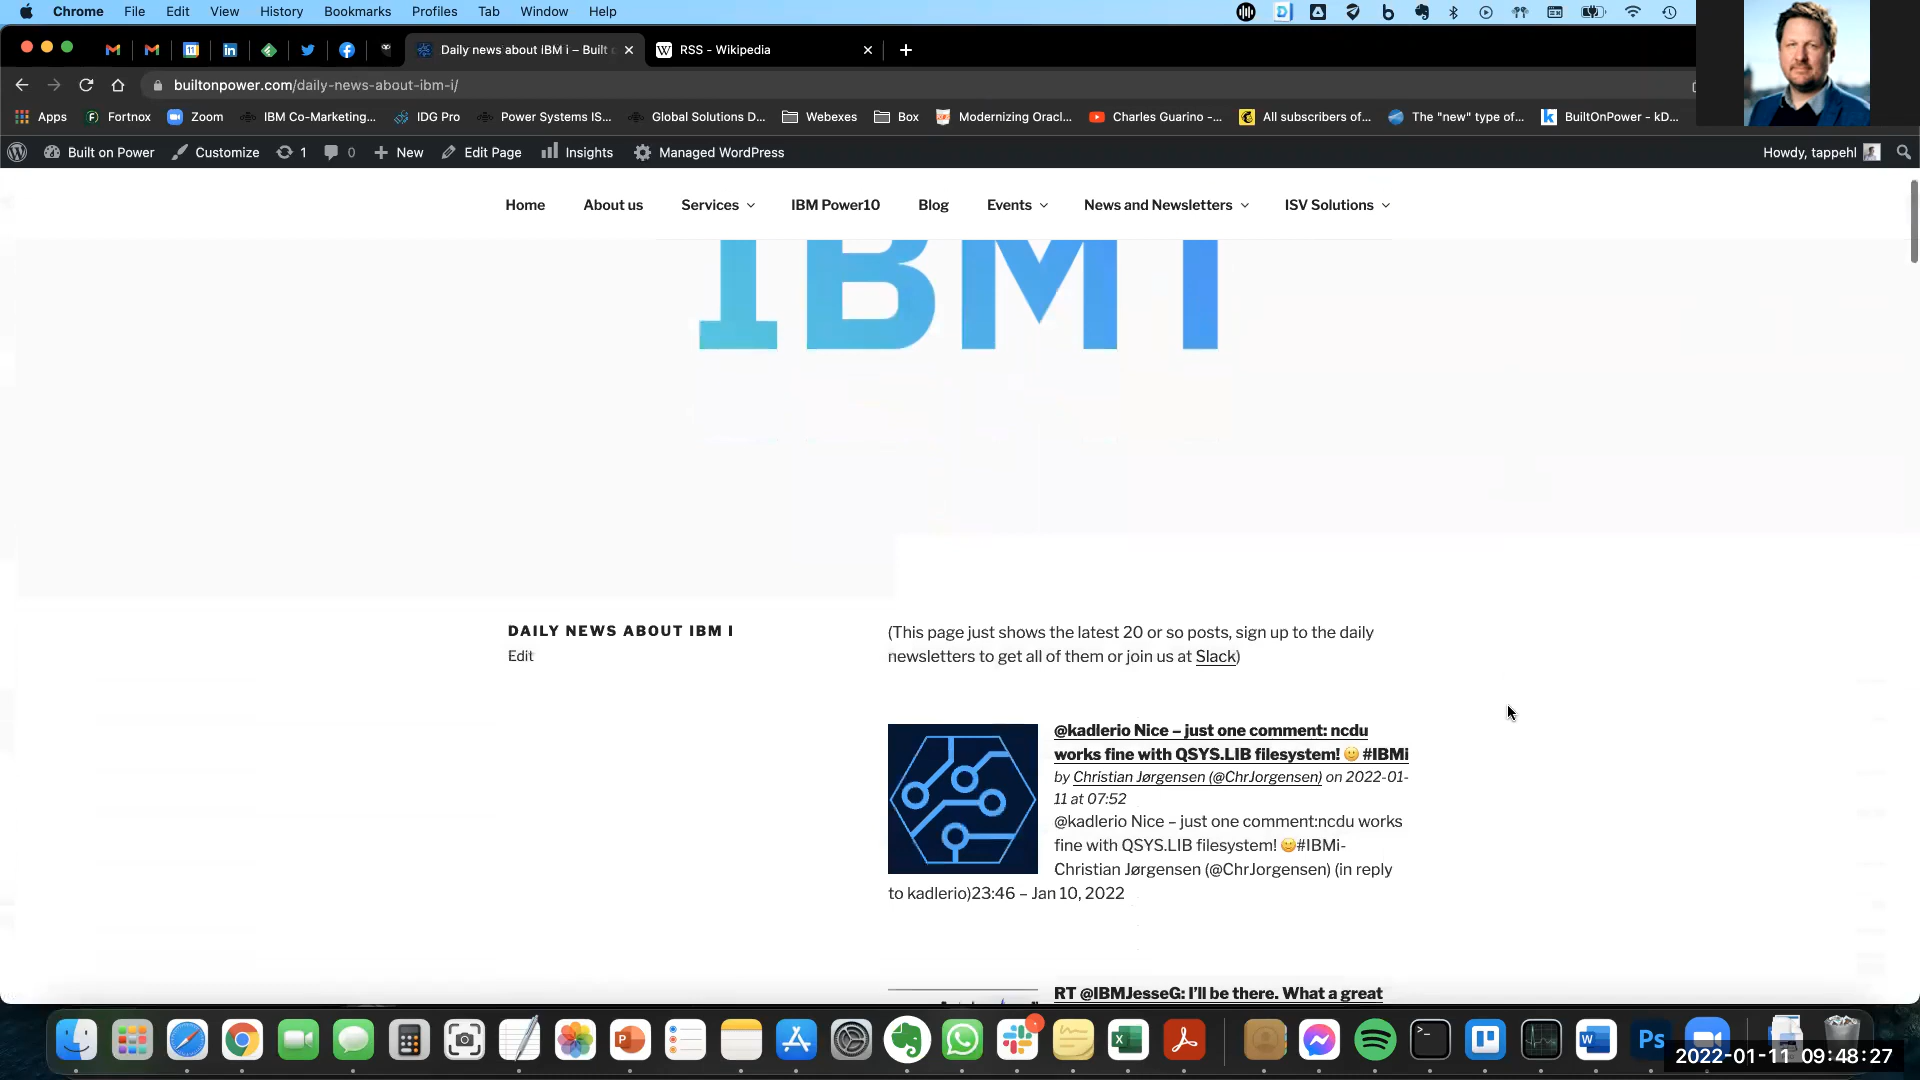 Chrome File Edit View History Bookmarks Profiles Tab Window Help
Daily news about IBM i – Built
RSS - Wikipedia
builtonpower.com/daily-news-about-ibm-i/
Apps Fortnox Zoom IBM Co-Marketing... IDG Pro Power Systems IS... Global Solutions D... Webexes Box Modernizing Oracl... Charles Guarino -... All subscribers of... The "new" type of... BuiltOnPower - kD...
Built on Power Customize 1 0 New Edit Page Insights Managed WordPress Howdy, tappehl
Home About us Services IBM Power10 Blog Events News and Newsletters ISV Solutions
IBM I
DAILY NEWS ABOUT IBM I
Edit
(This page just shows the latest 20 or so posts, sign up to the daily
newsletters to get all of them or join us at Slack)
@kadlerio Nice – just one comment: ncdu
works fine with QSYS.LIB filesystem! 🙂 #IBMi
by Christian Jørgensen (@ChrJorgensen) on 2022-01-
11 at 07:52
@kadlerio Nice – just one comment:ncdu works
fine with QSYS.LIB filesystem! 🙂#IBMi-
Christian Jørgensen (@ChrJorgensen) (in reply
to kadlerio)23:46 – Jan 10, 2022
RT @IBMJesseG: I'll be there. What a great
Ps
2022-01-11 09:48:27